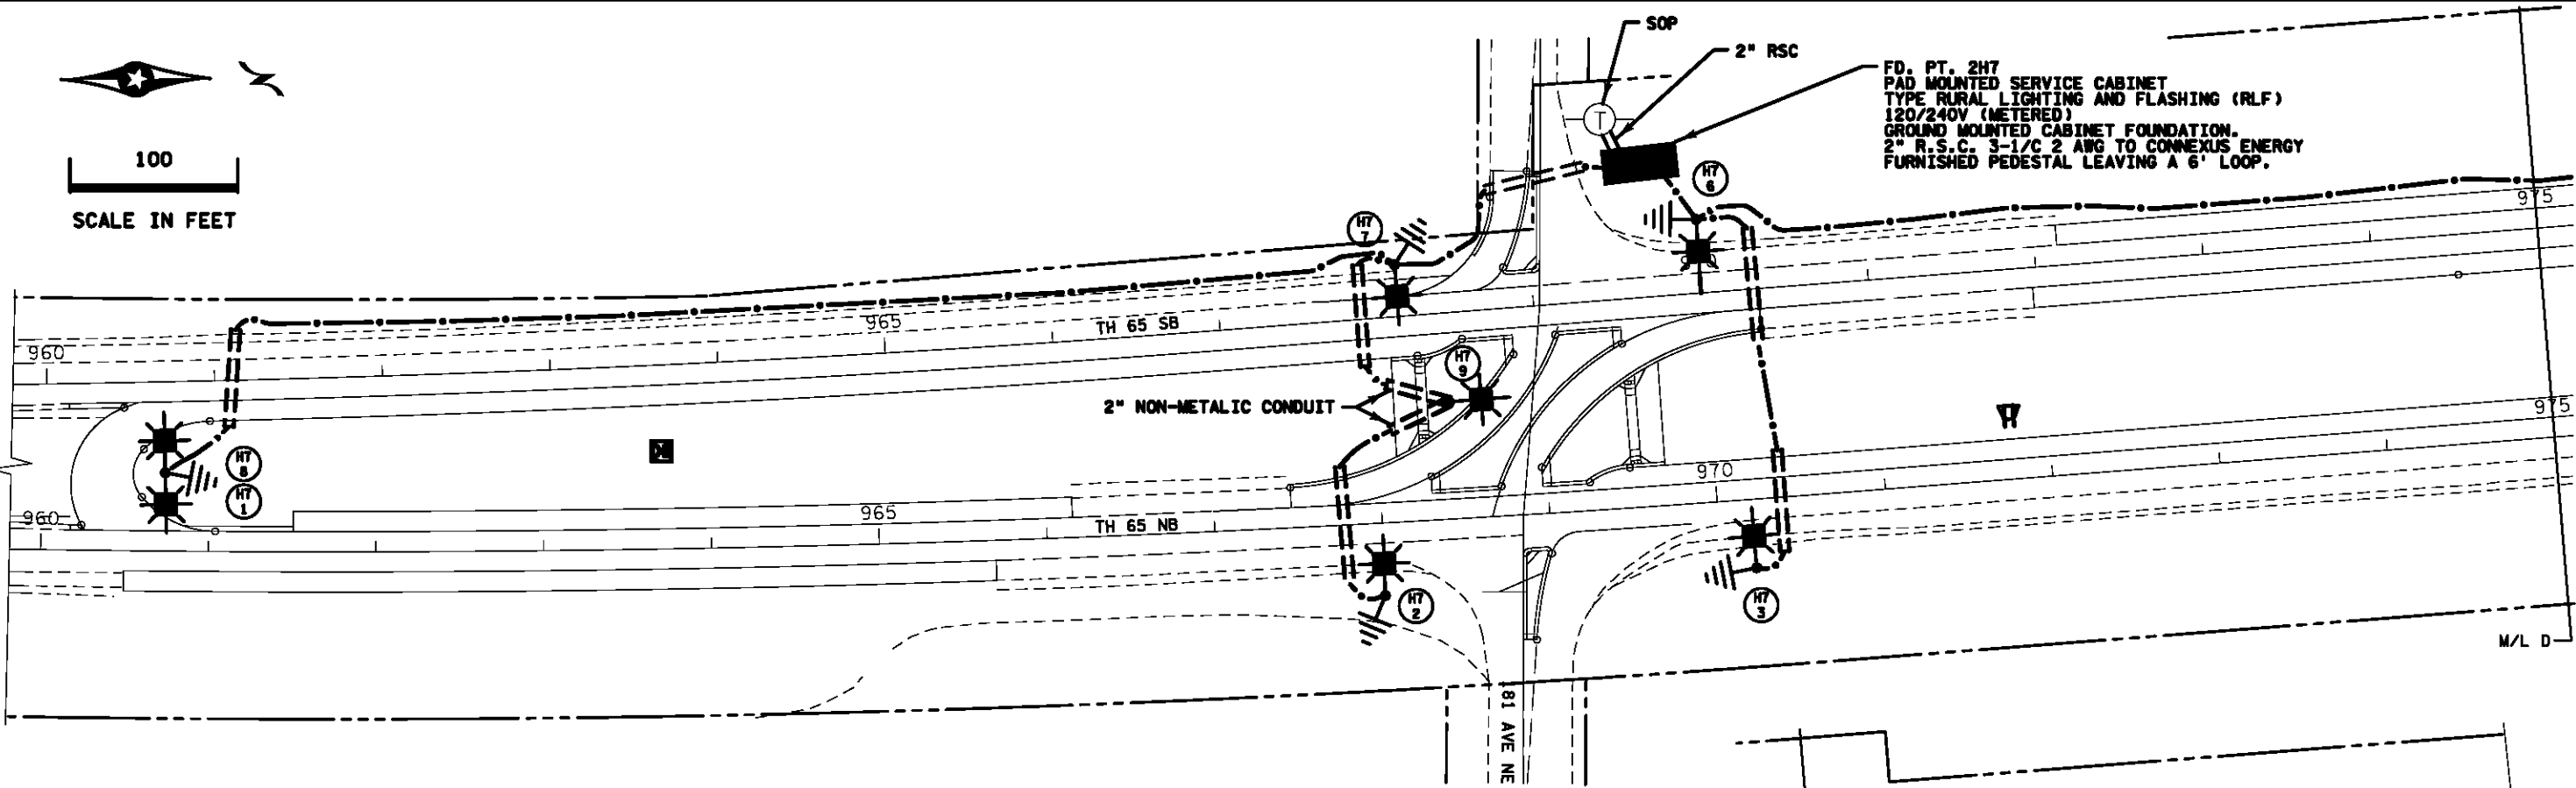 SOP
2" RSC
FD. PT. 2H7
PAD MOUNTED SERVICE CABINET
TYPE RURAL LIGHTING AND FLASHING (RLF)
120/240V (METERED)
GROUND MOUNTED CABINET FOUNDATION.
2" R.S.C. 3-1/C 2 AWG TO CONNEXUS ENERGY
FURNISHED PEDESTAL LEAVING A 6' LOOP.
100
SCALE IN FEET
T
H7
6
H7
7
975
965
TH 65 SB
960
H7
9
2" NON-METALIC CONDUIT
975
H7
8
H7
1
970
960
965
TH 65 NB
H7
2
H7
3
M/L D
81 AVE NE